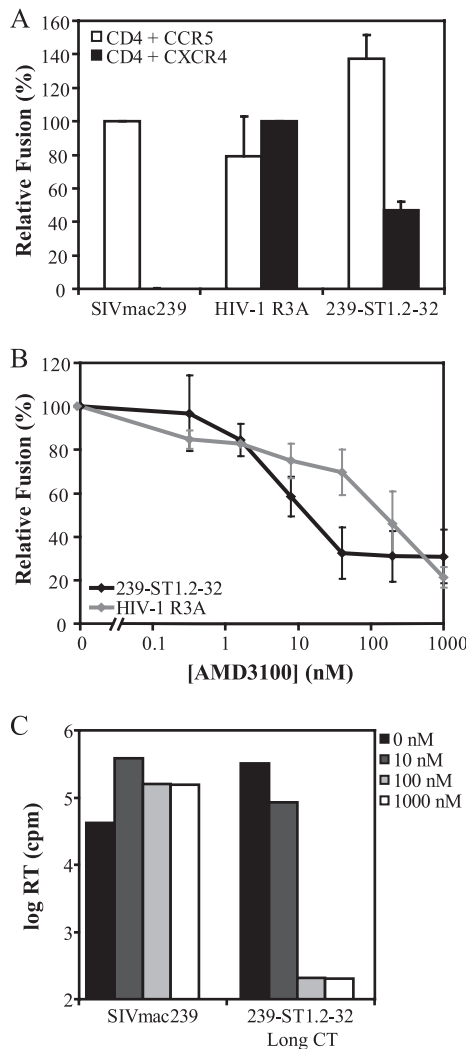 A
160
140
120
100
80
60
40
20
0
Relative Fusion (%)
CD4 + CCR5
CD4 + CXCR4
SIVmac239
HIV-1 R3A
239-ST1.2-32
B
120
100
80
60
40
20
0
Relative Fusion (%)
239-ST1.2-32
HIV-1 R3A
0
0.1
1
10
100
1000
[AMD3100] (nM)
C
6
5
4
3
2
log RT (cpm)
0 nM
10 nM
100 nM
1000 nM
SIVmac239
239-ST1.2-32
Long CT